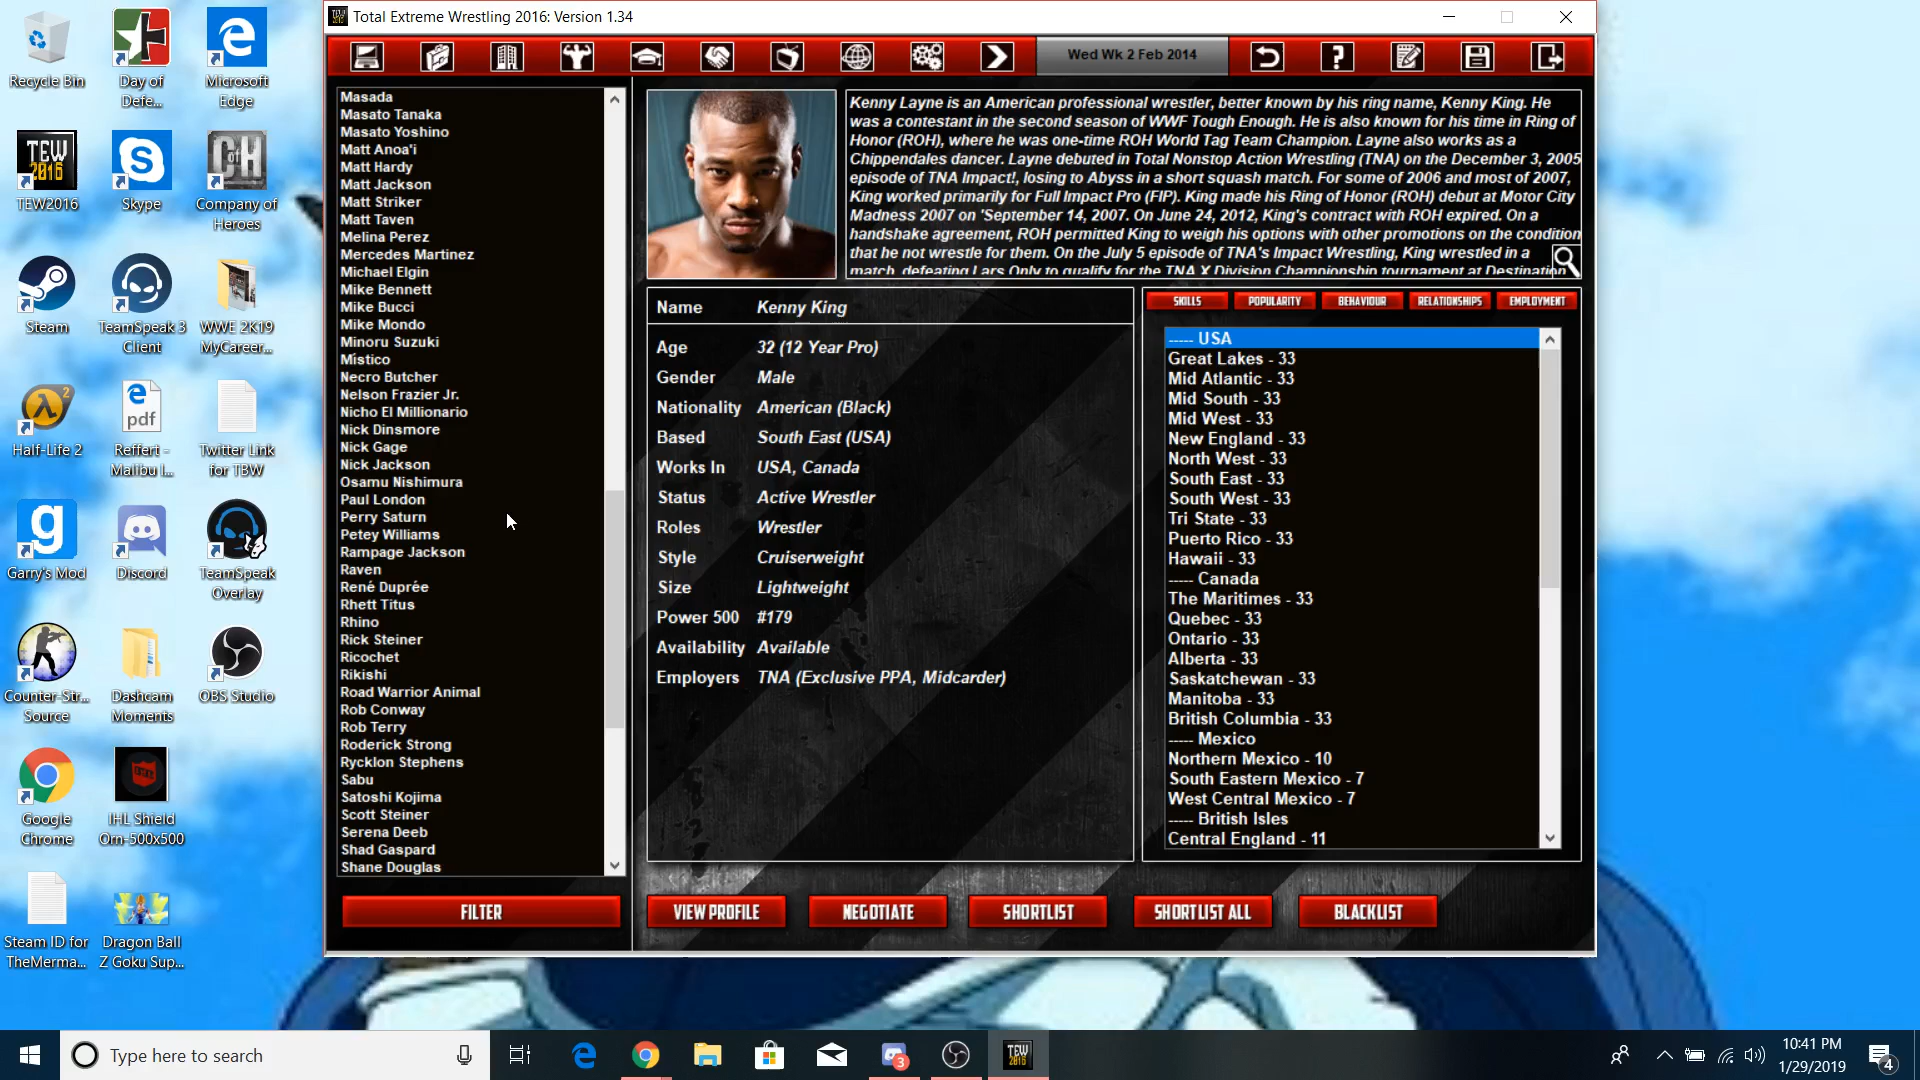 Total Extreme Wrestling 2016: Version 1.34
Wed Wk 2 Feb 2014
Recycle Bin
Day of
Defe...
Microsoft
Edge
TEW2016
Skype
Company of
Heroes
Steam
TeamSpeak 3
Client
WWE 2K19
MyCareer...
Half-Life 2
pdf
Reffert -
Malibu I...
Twitter Link
for TBW
Garry's Mod
Discord
TeamSpeak
Overlay
Counter-Str...
Source
Dashcam
Moments
OBS Studio
Google
Chrome
IHL Shield
Orn-500x500
Steam ID for
TheMerma...
Dragon Ball
Z Goku Sup...
Masada
Masato Tanaka
Masato Yoshino
Matt Anoa'i
Matt Hardy
Matt Jackson
Matt Striker
Matt Taven
Melina Perez
Mercedes Martinez
Michael Elgin
Mike Bennett
Mike Bucci
Mike Mondo
Minoru Suzuki
Místico
Necro Butcher
Nelson Frazier Jr.
Nicho El Millionario
Nick Dinsmore
Nick Gage
Nick Jackson
Osamu Nishimura
Paul London
Perry Saturn
Petey Williams
Rampage Jackson
Raven
René Duprée
Rhett Titus
Rhino
Rick Steiner
Ricochet
Rikishi
Road Warrior Animal
Rob Conway
Rob Terry
Roderick Strong
Rycklon Stephens
Sabu
Satoshi Kojima
Scott Steiner
Serena Deeb
Shad Gaspard
Shane Douglas
FILTER
Kenny Layne is an American professional wrestler, better known by his ring name, Kenny King. He
was a contestant in the second season of WWF Tough Enough. He is also known for his time in Ring of
Honor (ROH), where he was one-time ROH World Tag Team Champion. Layne also works as a
Chippendales dancer. Layne debuted in Total Nonstop Action Wrestling (TNA) on the December 3, 2005
episode of TNA Impact!, losing to Abyss in a short squash match. For some of 2006 and most of 2007,
King worked primarily for Full Impact Pro (FIP). King made his Ring of Honor (ROH) debut at Motor City
Madness 2007 on 'September 14, 2007. On June 24, 2012, King's contract with ROH expired. On a
handshake agreement, ROH permitted King to weigh his options with other promotions on the condition
that he not wrestle for them. On the July 5 episode of TNA's Impact Wrestling, King wrestled in a
match, defeating Lars Only to qualify for the TNA X Division Championship tournament at Destination
Name Kenny King
Age 32 (12 Year Pro)
Gender Male
Nationality American (Black)
Based South East (USA)
Works In USA, Canada
Status Active Wrestler
Roles Wrestler
Style Cruiserweight
Size Lightweight
Power 500 #179
Availability Available
Employers TNA (Exclusive PPA, Midcarder)
SKILLS POPULARITY BEHAVIOUR RELATIONSHIPS EMPLOYMENT
----- USA
Great Lakes - 33
Mid Atlantic - 33
Mid South - 33
Mid West - 33
New England - 33
North West - 33
South East - 33
South West - 33
Tri State - 33
Puerto Rico - 33
Hawaii - 33
----- Canada
The Maritimes - 33
Quebec - 33
Ontario - 33
Alberta - 33
Saskatchewan - 33
Manitoba - 33
British Columbia - 33
----- Mexico
Northern Mexico - 10
South Eastern Mexico - 7
West Central Mexico - 7
----- British Isles
Central England - 11
VIEW PROFILE NEGOTIATE SHORTLIST SHORTLIST ALL BLACKLIST
Type here to search
3
TEW
2016
10:41 PM
1/29/2019
4